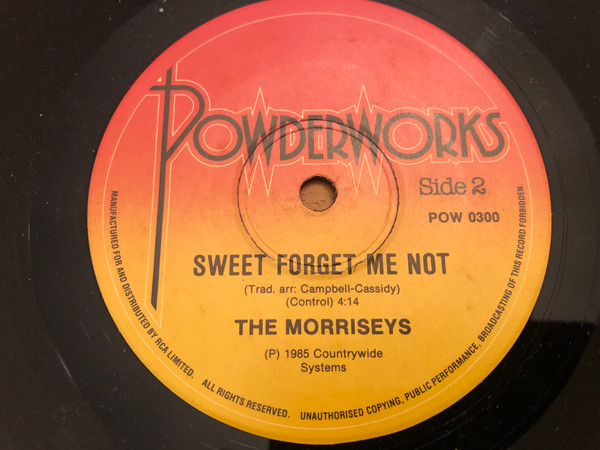 POWDERWORKS
Side 2
POW 0300
SWEET FORGET ME NOT
(Trad. arr: Campbell-Cassidy)
(Control) 4:14
THE MORRISEYS
(P) 1985 Countrywide
Systems
MANUFACTURED FOR AND DISTRIBUTED BY RCA LIMITED. ALL RIGHTS RESERVED. UNAUTHORISED COPYING, PUBLIC PERFORMANCE, BROADCASTING OF THIS RECORD FORBIDDEN.